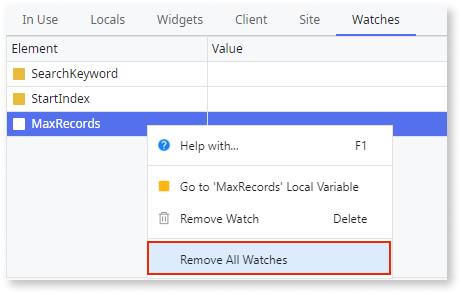 In Use Locals Widgets Client Site Watches
Element Value
SearchKeyword
StartIndex
MaxRecords
Help with... F1
Go to 'MaxRecords' Local Variable
Remove Watch Delete
Remove All Watches